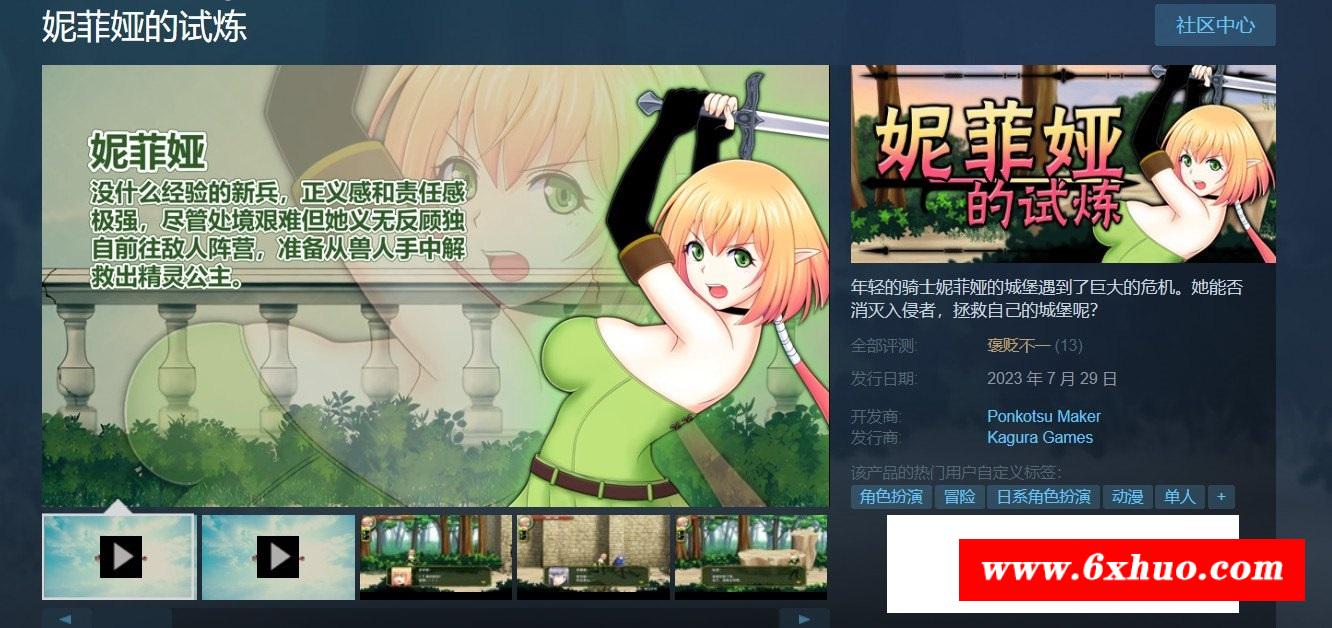 妮菲娅的试炼
社区中心
妮菲娅
没什么经验的新兵，正义感和责任感
极强，尽管处境艰难但她义无反顾独
自前往敌人阵营，准备从兽人手中解
救出精灵公主。
妮菲娅
的试炼
年轻的骑士妮菲娅的城堡遇到了巨大的危机。她能否
消灭入侵者，拯救自己的城堡呢？
全部评测: 褒贬不一 (13)
发行日期: 2023 年 7 月 29 日
开发商: Ponkotsu Maker
发行商: Kagura Games
该产品的热门用户自定义标签:
角色扮演 冒险 日系角色扮演 动漫 单人 +
www.6xhuo.com